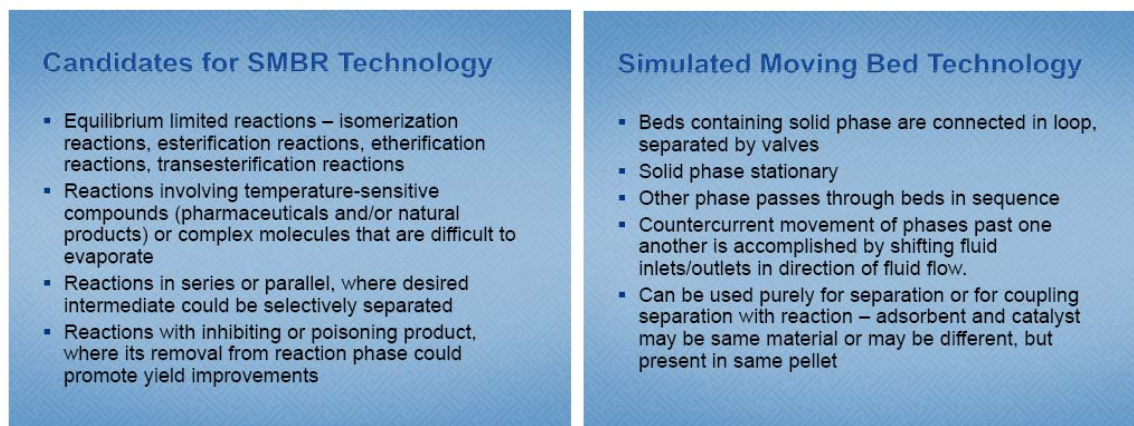 Candidates for SMBR Technology
▪ Equilibrium limited reactions – isomerization
reactions, esterification reactions, etherification
reactions, transesterification reactions
▪ Reactions involving temperature-sensitive
compounds (pharmaceuticals and/or natural
products) or complex molecules that are difficult to
evaporate
▪ Reactions in series or parallel, where desired
intermediate could be selectively separated
▪ Reactions with inhibiting or poisoning product,
where its removal from reaction phase could
promote yield improvements
Simulated Moving Bed Technology
▪ Beds containing solid phase are connected in loop,
separated by valves
▪ Solid phase stationary
▪ Other phase passes through beds in sequence
▪ Countercurrent movement of phases past one
another is accomplished by shifting fluid
inlets/outlets in direction of fluid flow.
▪ Can be used purely for separation or for coupling
separation with reaction – adsorbent and catalyst
may be same material or may be different, but
present in same pellet